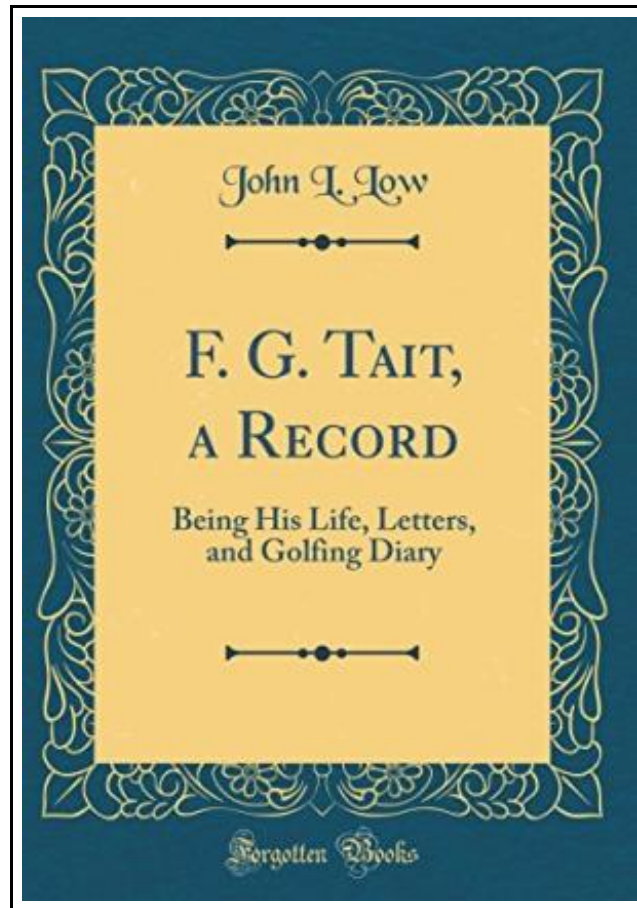 John L. Low
F. G. Tait,
a Record
Being His Life, Letters,
and Golfing Diary
Forgotten Books